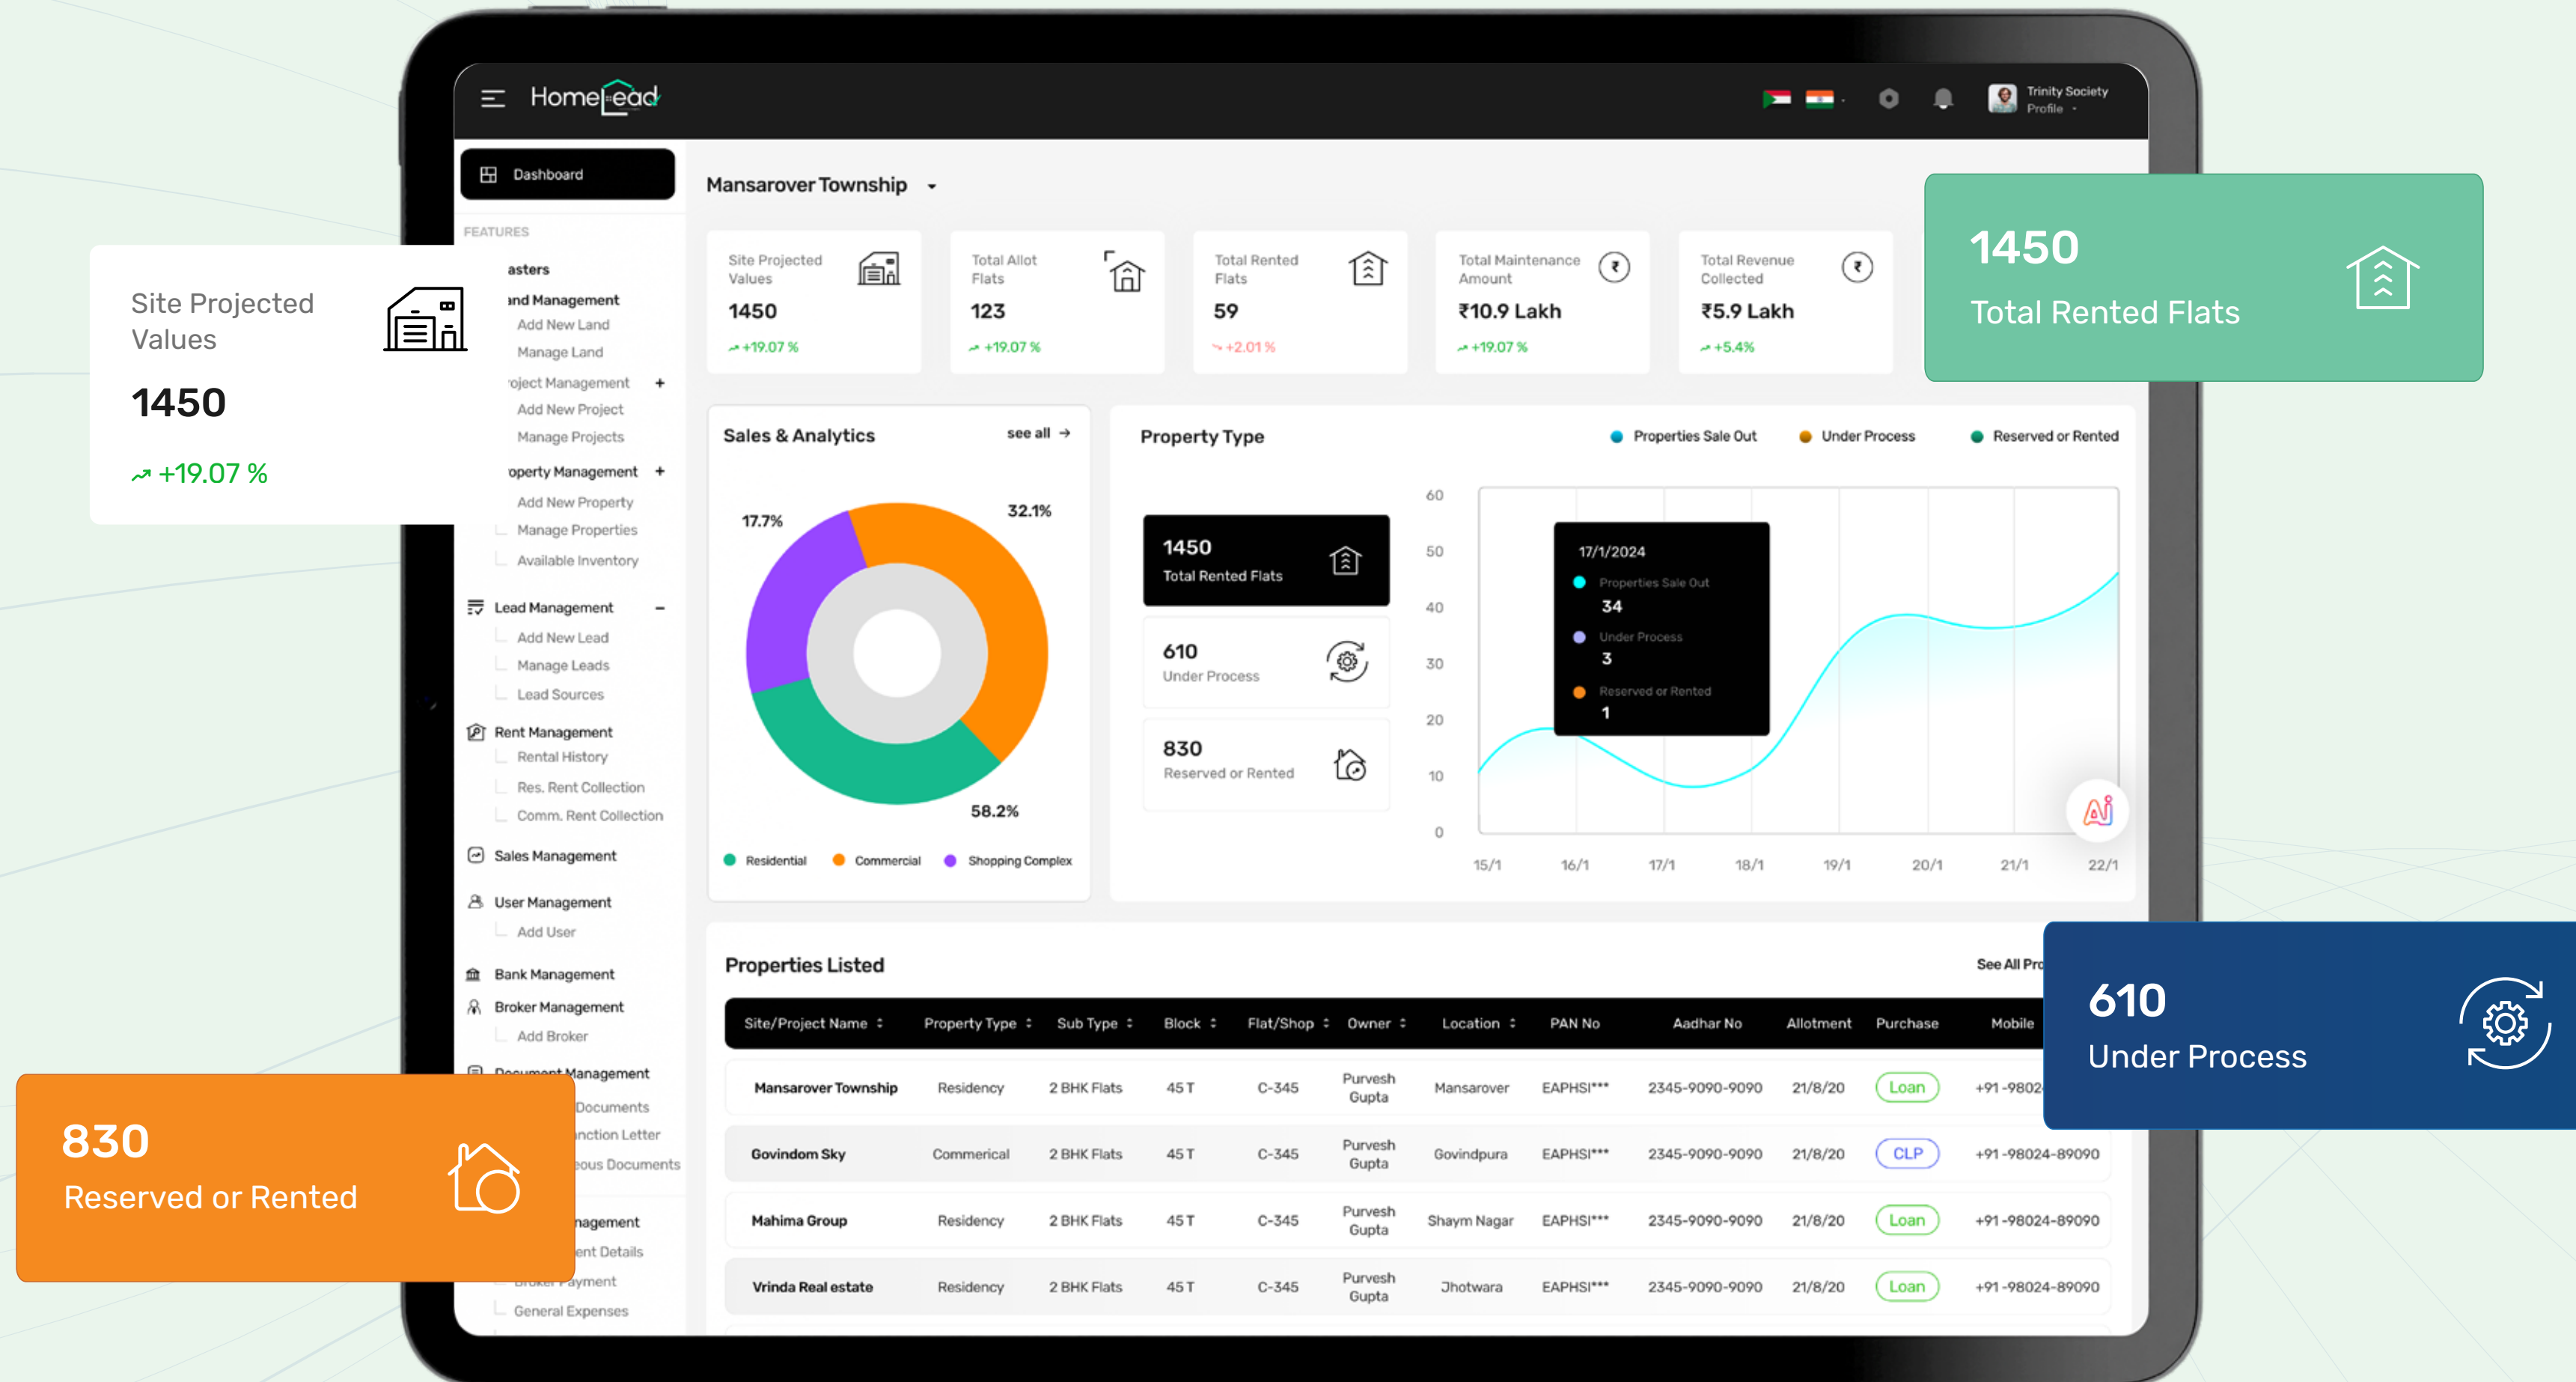 HomeLead
Trinity Society
Profile
Dashboard
FEATURES
asters
and Management
Add New Land
Manage Land
roject Management +
Add New Project
Manage Projects
operty Management +
Add New Property
Manage Properties
Available Inventory
Lead Management −
Add New Lead
Manage Leads
Lead Sources
Rent Management
Rental History
Res. Rent Collection
Comm. Rent Collection
Sales Management
User Management
Add User
Bank Management
Broker Management
Add Broker
Document Management
Documents
nction Letter
eous Documents
nagement
ent Details
Broker Payment
General Expenses
Site Projected
Values
1450
+19.07 %
830
Reserved or Rented
Mansarover Township
Site Projected
Values
1450
+19.07 %
Total Allot
Flats
123
+19.07 %
Total Rented
Flats
59
+2.01 %
Total Maintenance
Amount
₹
₹10.9 Lakh
+19.07 %
Total Revenue
Collected
₹
₹5.9 Lakh
+5.4%
1450
Total Rented Flats
Sales & Analytics
see all →
17.7%
32.1%
58.2%
Residential Commercial Shopping Complex
Property Type
Properties Sale Out Under Process Reserved or Rented
1450
Total Rented Flats
610
Under Process
830
Reserved or Rented
60
50
40
30
20
10
0
17/1/2024
Properties Sale Out
34
Under Process
3
Reserved or Rented
1
Ai
15/1 16/1 17/1 18/1 19/1 20/1 21/1 22/1
610
Under Process
Properties Listed
See All Pro
Site/Project Name Property Type Sub Type Block Flat/Shop Owner Location PAN No Aadhar No Allotment Purchase Mobile
Mansarover Township Residency 2 BHK Flats 45 T C-345 Purvesh Gupta Mansarover EAPHSI*** 2345-9090-9090 21/8/20 Loan +91-9802
Govindom Sky Commerical 2 BHK Flats 45 T C-345 Purvesh Gupta Govindpura EAPHSI*** 2345-9090-9090 21/8/20 CLP +91-98024-89090
Mahima Group Residency 2 BHK Flats 45 T C-345 Purvesh Gupta Shaym Nagar EAPHSI*** 2345-9090-9090 21/8/20 Loan +91-98024-89090
Vrinda Real estate Residency 2 BHK Flats 45 T C-345 Purvesh Gupta Jhotwara EAPHSI*** 2345-9090-9090 21/8/20 Loan +91-98024-89090